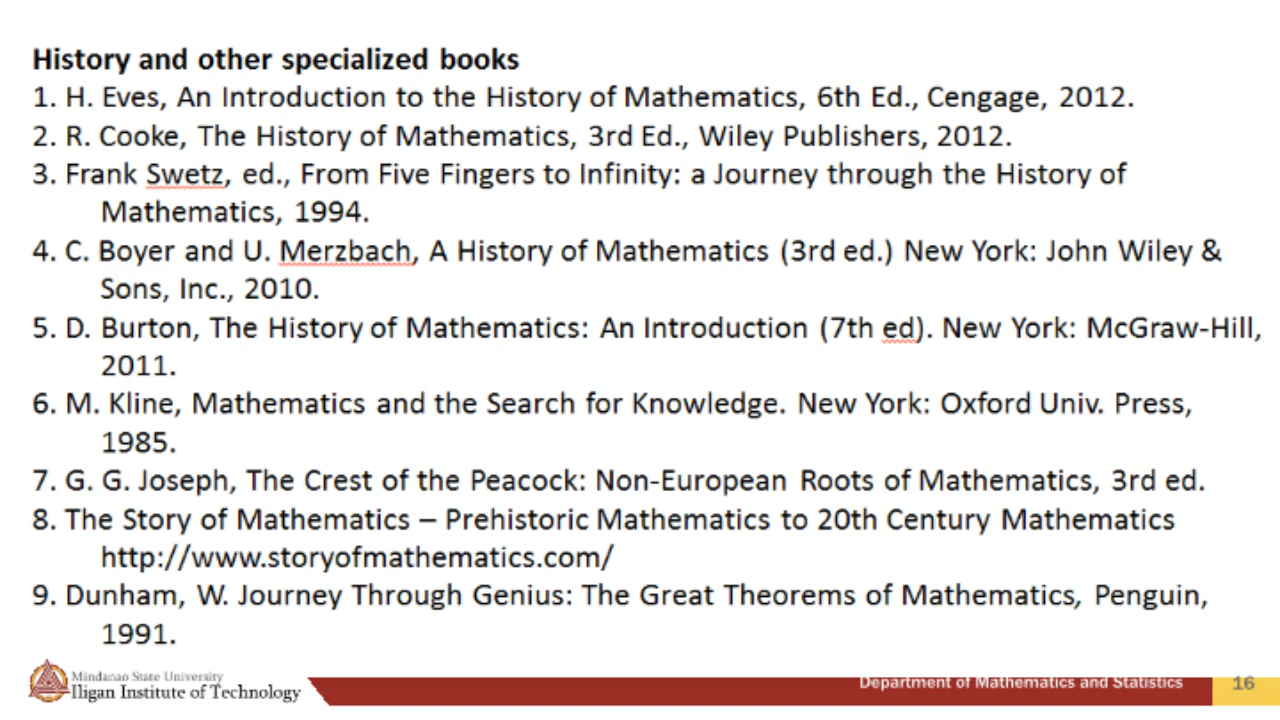 History and other specialized books
1. H. Eves, An Introduction to the History of Mathematics, 6th Ed., Cengage, 2012.
2. R. Cooke, The History of Mathematics, 3rd Ed., Wiley Publishers, 2012.
3. Frank Swetz, ed., From Five Fingers to Infinity: a Journey through the History of
Mathematics, 1994.
4. C. Boyer and U. Merzbach, A History of Mathematics (3rd ed.) New York: John Wiley &
Sons, Inc., 2010.
5. D. Burton, The History of Mathematics: An Introduction (7th ed). New York: McGraw-Hill,
2011.
6. M. Kline, Mathematics and the Search for Knowledge. New York: Oxford Univ. Press,
1985.
7. G. G. Joseph, The Crest of the Peacock: Non-European Roots of Mathematics, 3rd ed.
8. The Story of Mathematics – Prehistoric Mathematics to 20th Century Mathematics
http://www.storyofmathematics.com/
9. Dunham, W. Journey Through Genius: The Great Theorems of Mathematics, Penguin,
1991.
Mindanao State University
Iligan Institute of Technology
Department of Mathematics and Statistics
16